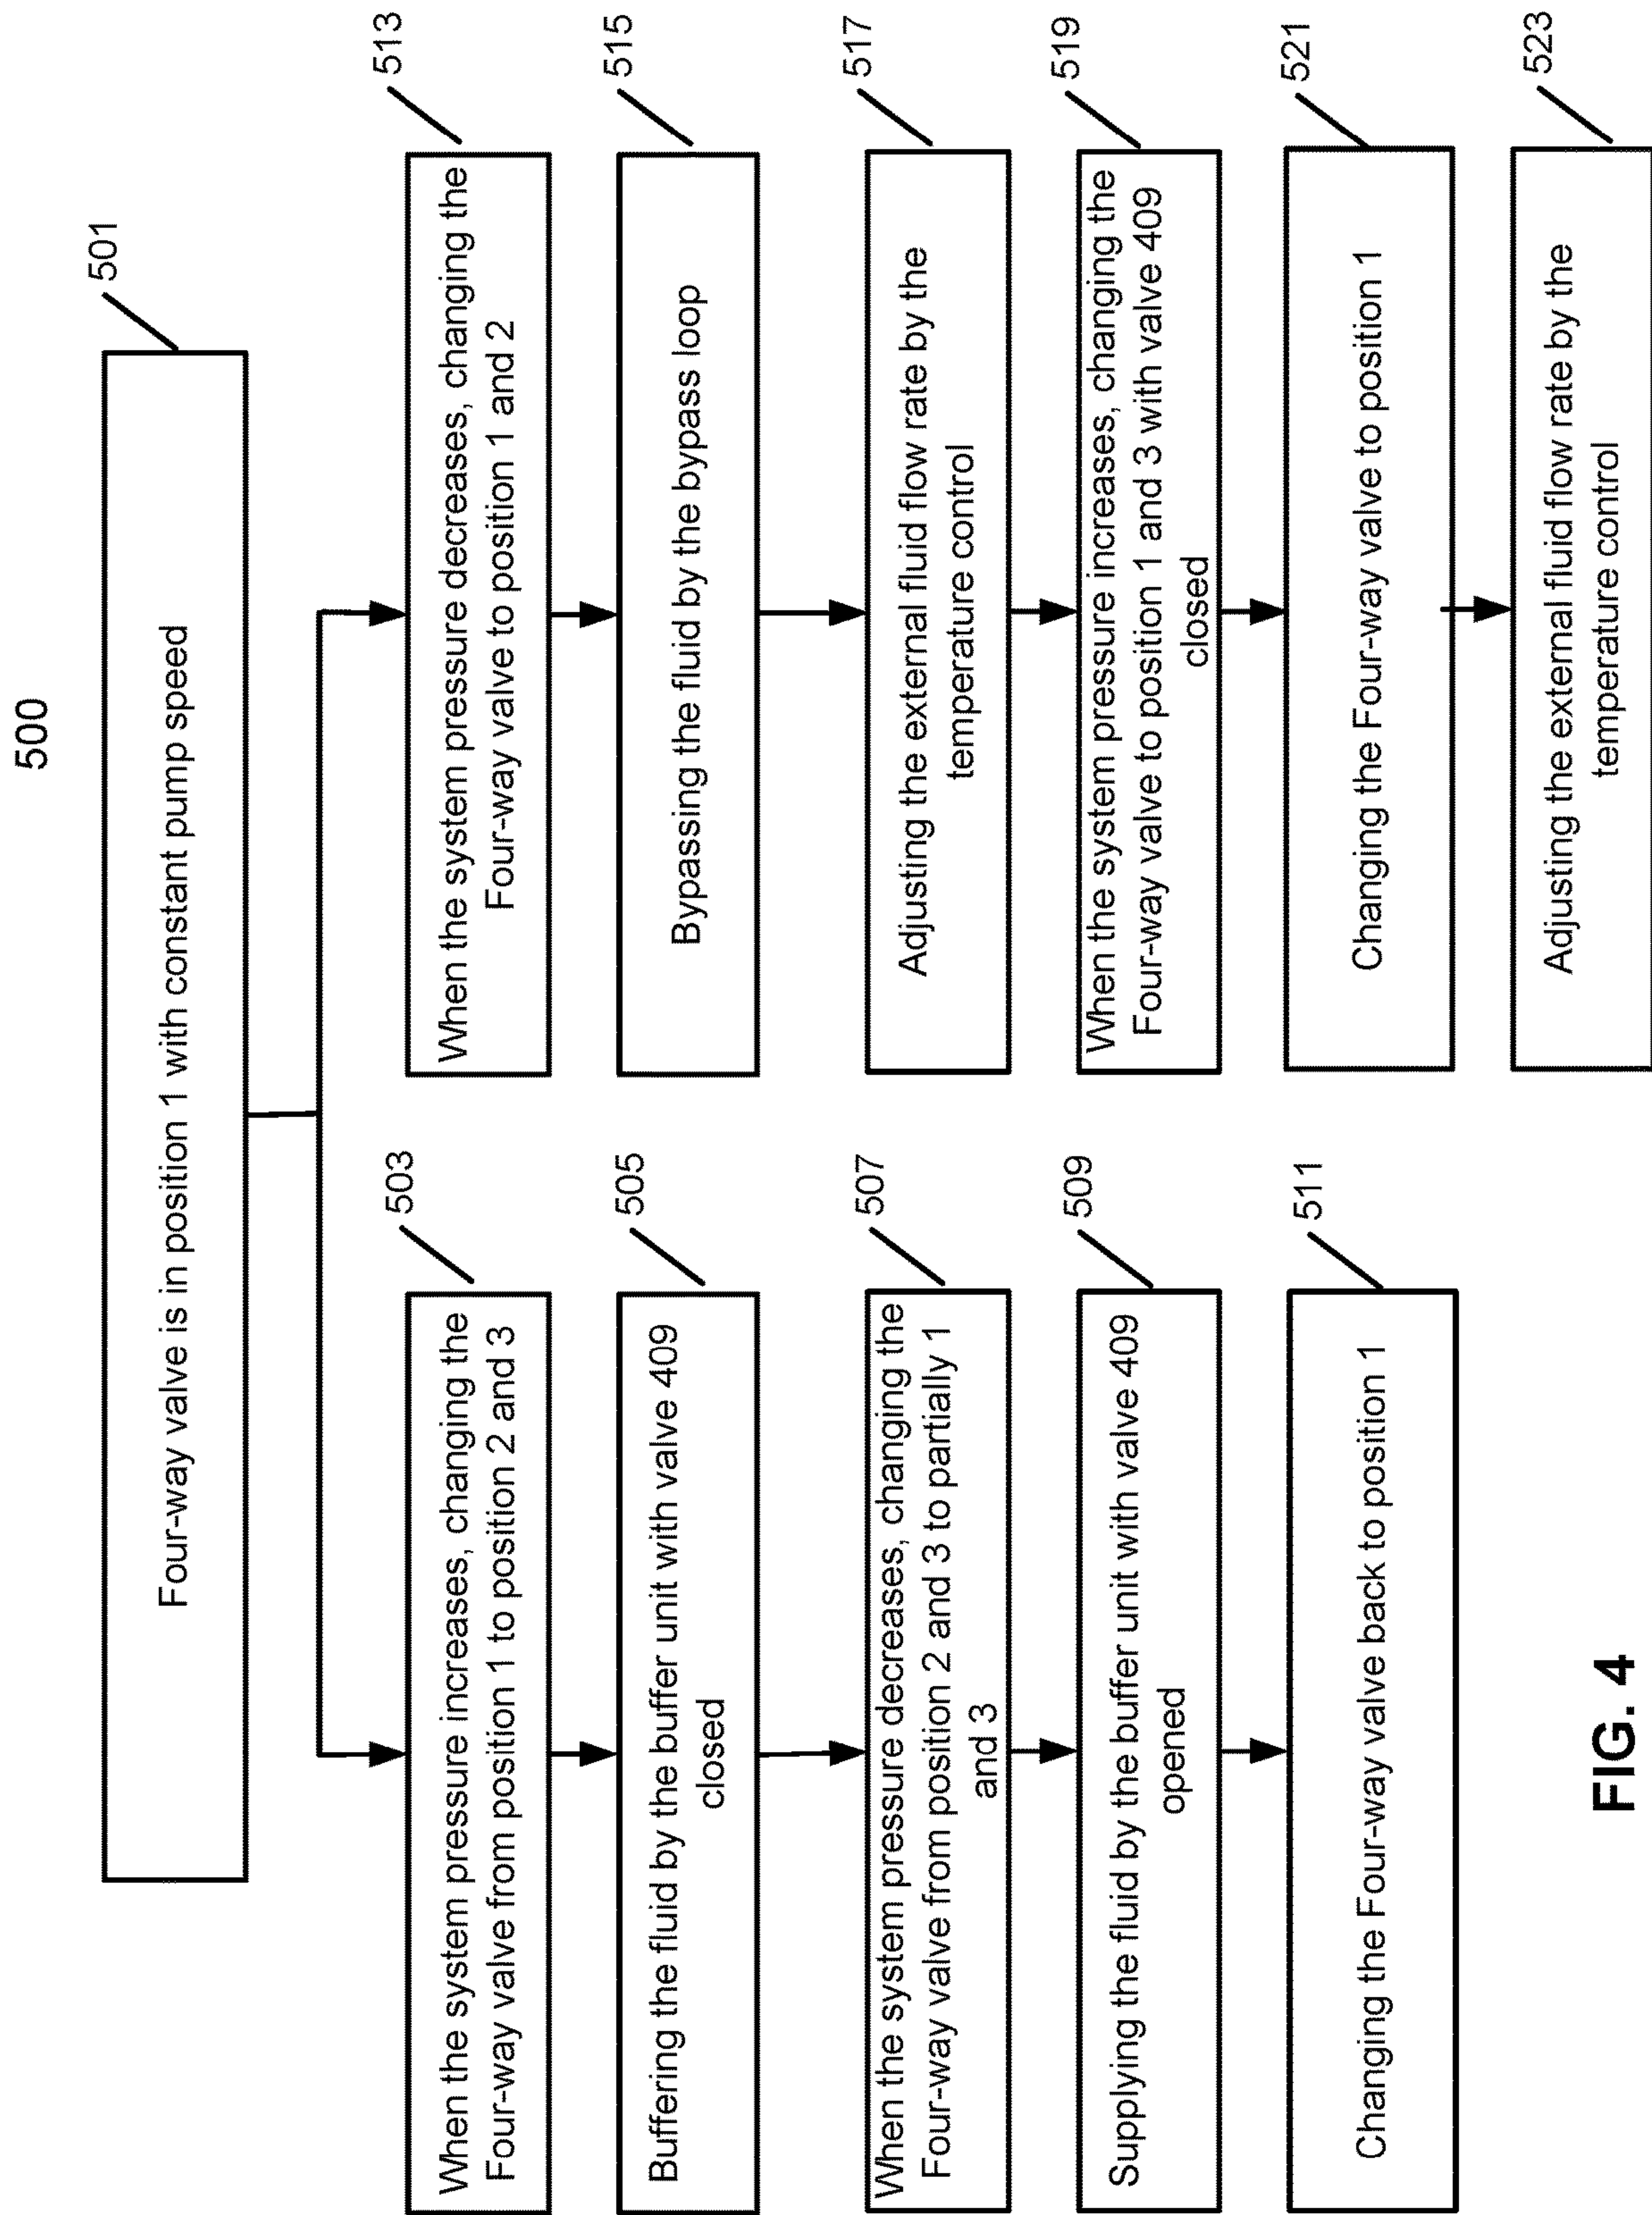 500
501
Four-way valve is in position 1 with constant pump speed
503
When the system pressure increases, changing the
Four-way valve from position 1 to position 2 and 3
505
Buffering the fluid by the buffer unit with valve 409
closed
507
When the system pressure decreases, changing the
Four-way valve from position 2 and 3 to partially 1
and 3
509
Supplying the fluid by the buffer unit with valve 409
opened
511
Changing the Four-way valve back to position 1
513
When the system pressure decreases, changing the
Four-way valve to position 1 and 2
515
Bypassing the fluid by the bypass loop
517
Adjusting the external fluid flow rate by the
temperature control
519
When the system pressure increases, changing the
Four-way valve to position 1 and 3 with valve 409
closed
521
Changing the Four-way valve to position 1
523
Adjusting the external fluid flow rate by the
temperature control
FIG. 4